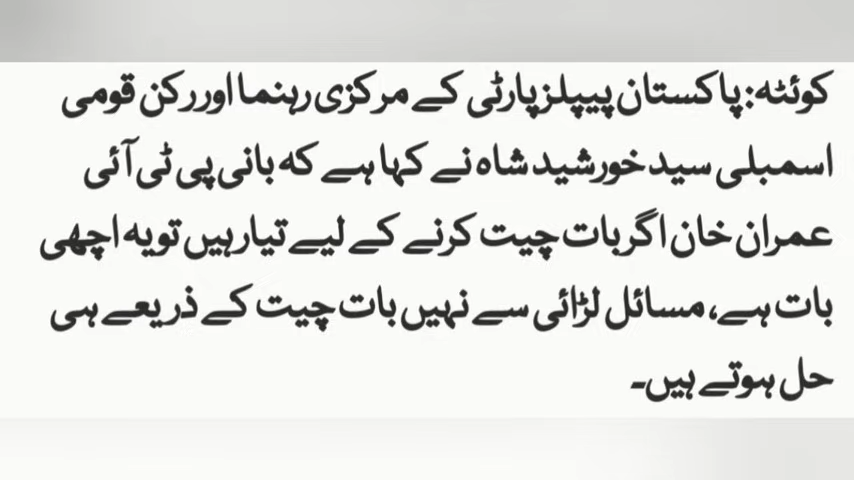 کوئٹہ: پاکستان پیپلز پارٹی کے مرکزی رہنما اور رکن قومی
اسمبلی سید خورشید شاہ نے کہا ہے کہ بانی پی ٹی آئی
عمران خان اگر بات چیت کرنے کے لیے تیار ہیں تو یہ اچھی
بات ہے، مسائل لڑائی سے نہیں بات چیت کے ذریعے ہی
حل ہوتے ہیں۔